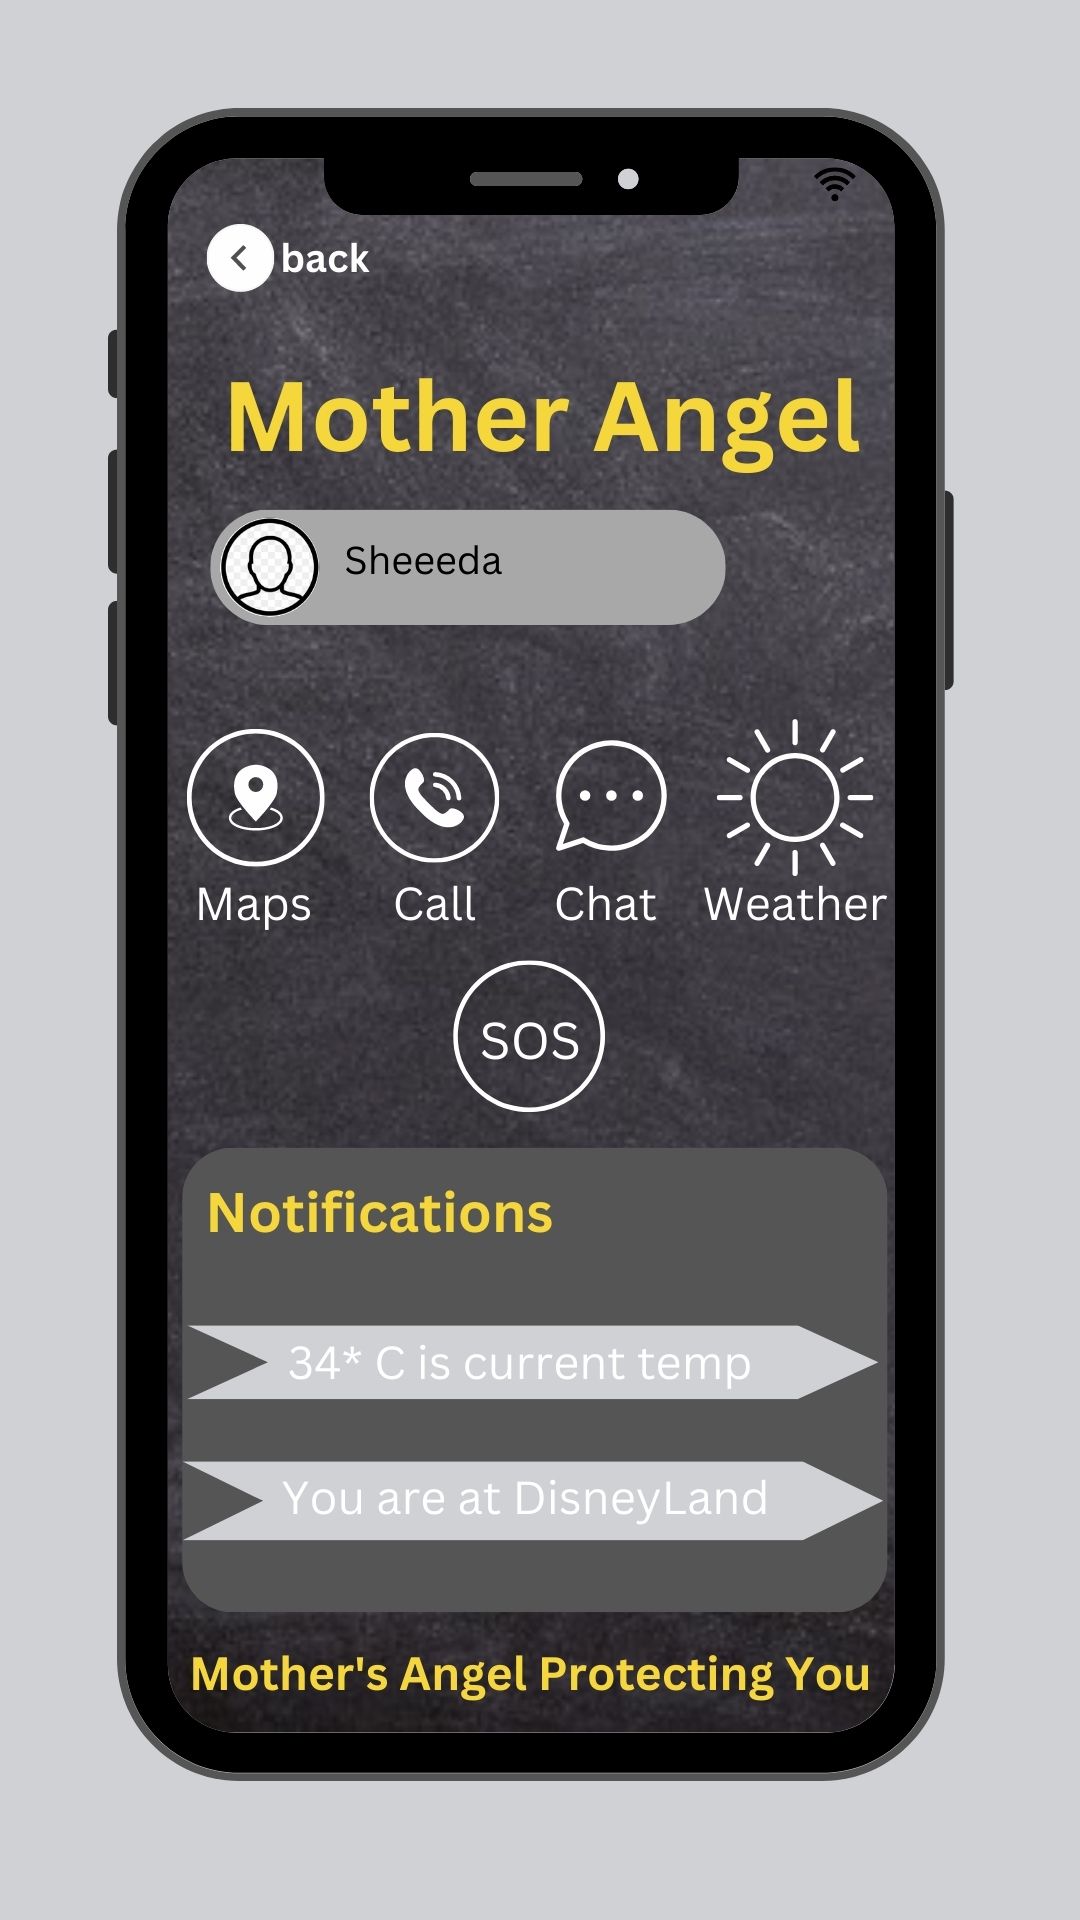 back
Mother Angel
Sheeeda
Maps Call Chat Weather
SOS
Notifications
34* C is current temp
You are at DisneyLand
Mother's Angel Protecting You